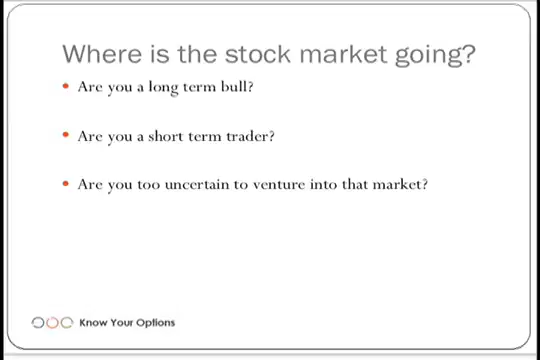 Where is the stock market going?
Are you a long term bull?
Are you a short term trader?
Are you too uncertain to venture into that market?
Know Your Options